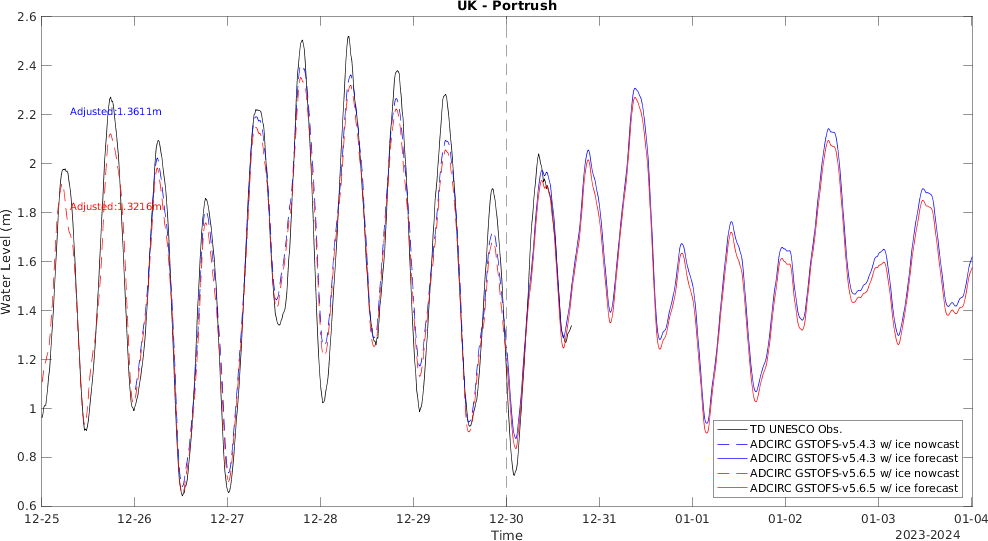 UK - Portrush
2.6
2.4
2.2
2
1.8
1.6
1.4
1.2
1
0.8
0.6
Water Level (m)
Adjusted:1.3611m
Adjusted:1.3216m
TD UNESCO Obs.
ADCIRC GSTOFS-v5.4.3 w/ ice nowcast
ADCIRC GSTOFS-v5.4.3 w/ ice forecast
ADCIRC GSTOFS-v5.6.5 w/ ice nowcast
ADCIRC GSTOFS-v5.6.5 w/ ice forecast
12-25 12-26 12-27 12-28 12-29 12-30 12-31 01-01 01-02 01-03 01-04
Time
2023-2024